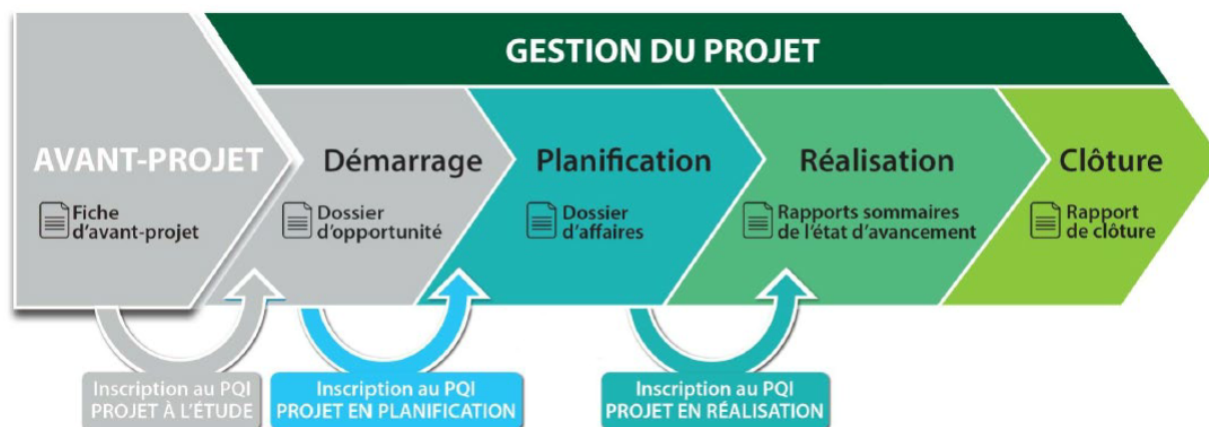 GESTION DU PROJET
AVANT-PROJET
Fiche
d'avant-projet
Démarrage
Dossier
d'opportunité
Planification
Dossier
d'affaires
Réalisation
Rapports sommaires
de l'état d'avancement
Clôture
Rapport
de clôture
Inscription au PQI
PROJET À L'ÉTUDE
Inscription au PQI
PROJET EN PLANIFICATION
Inscription au PQI
PROJET EN RÉALISATION